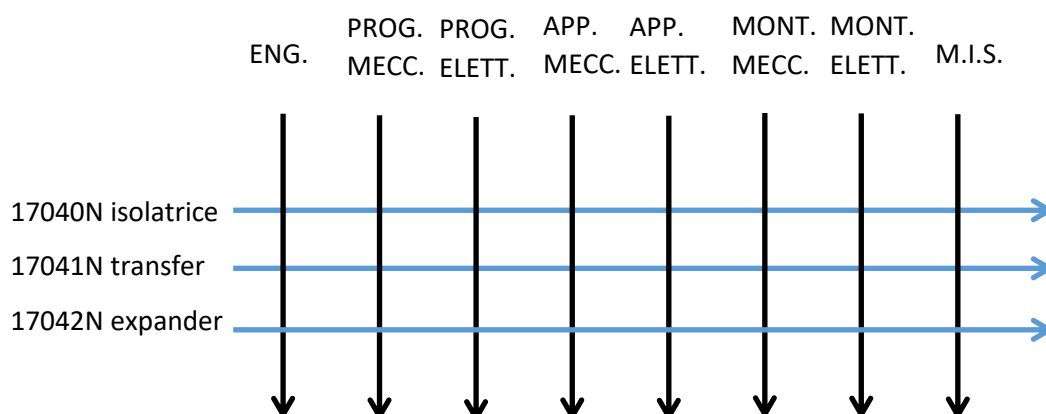 ENG.
PROG.
MECC.
PROG.
ELETT.
APP.
MECC.
APP.
ELETT.
MONT.
MECC.
MONT.
ELETT.
M.I.S.
17040N isolatrice
17041N transfer
17042N expander